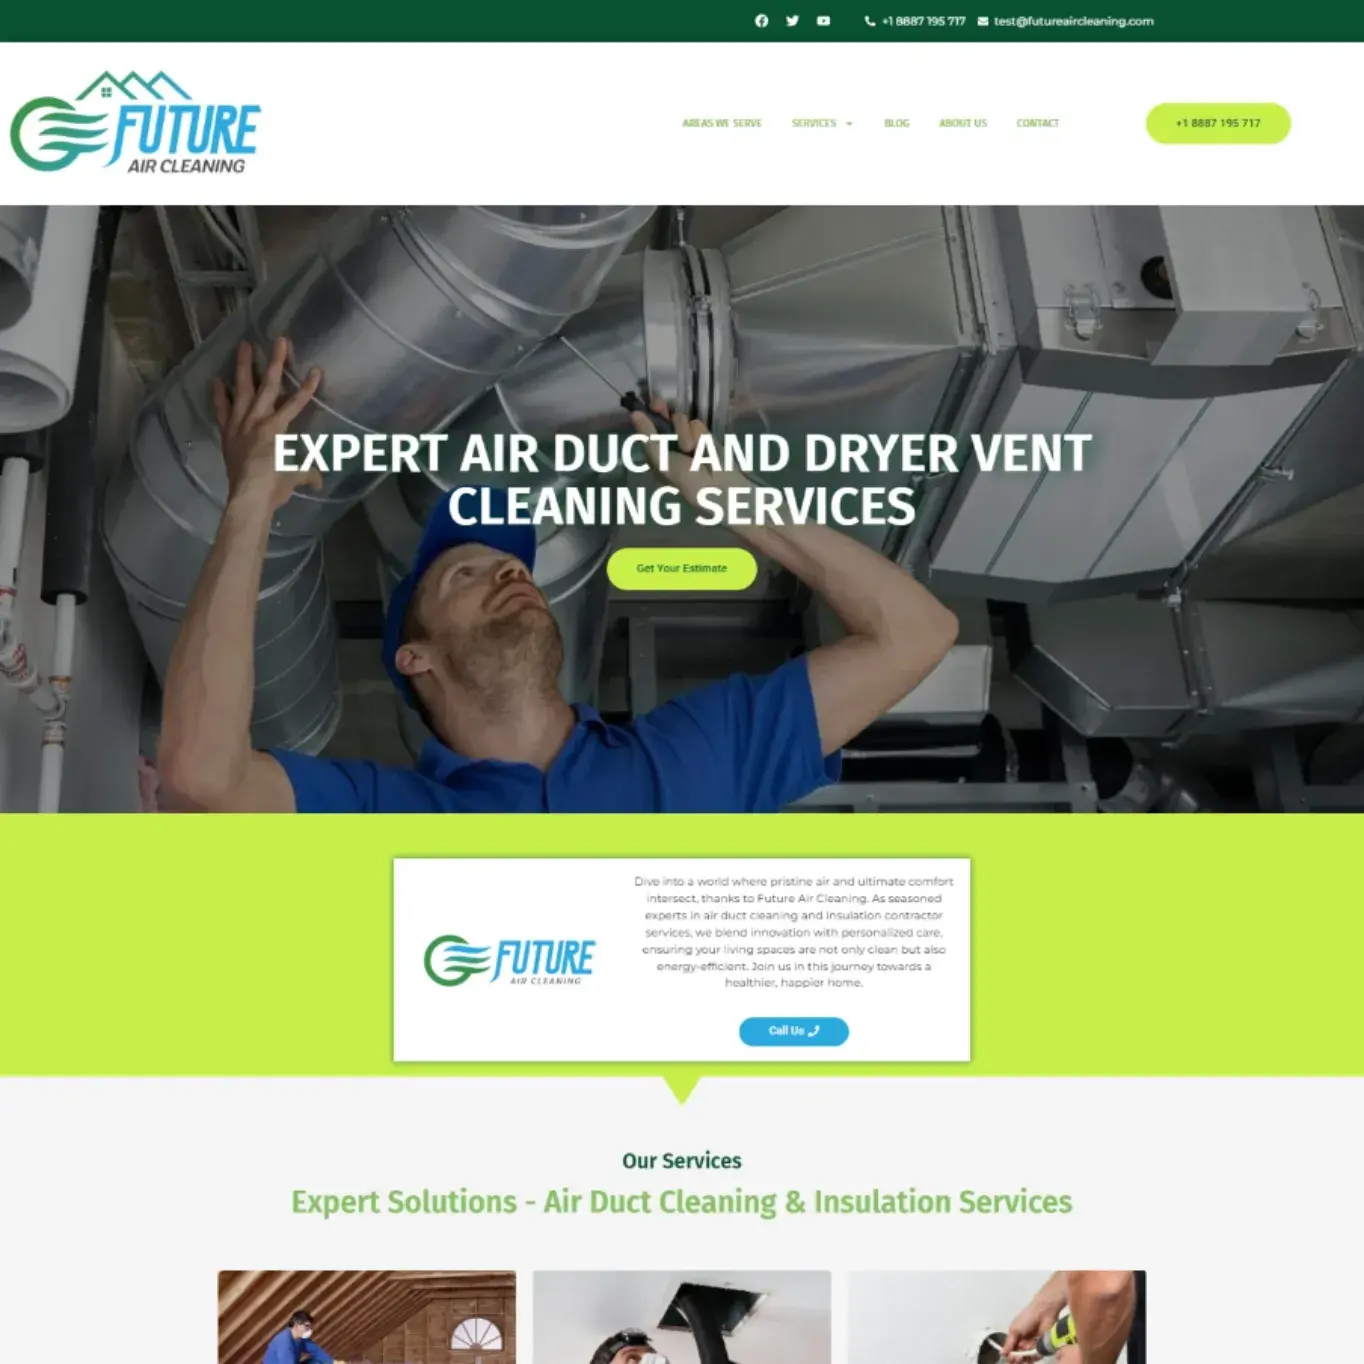 +1 8887 195 717 test@futureaircleaning.com
FUTURE
AIR CLEANING
AREAS WE SERVE SERVICES BLOG ABOUT US CONTACT
+1 8887 195 717
EXPERT AIR DUCT AND DRYER VENT
CLEANING SERVICES
Get Your Estimate
FUTURE
AIR CLEANING
Dive into a world where pristine air and ultimate comfort
intersect, thanks to Future Air Cleaning. As seasoned
experts in air duct cleaning and insulation contractor
services, we blend innovation with personalized care,
ensuring your living spaces are not only clean but also
energy-efficient. Join us in this journey towards a
healthier, happier home.
Call Us
Our Services
Expert Solutions - Air Duct Cleaning & Insulation Services